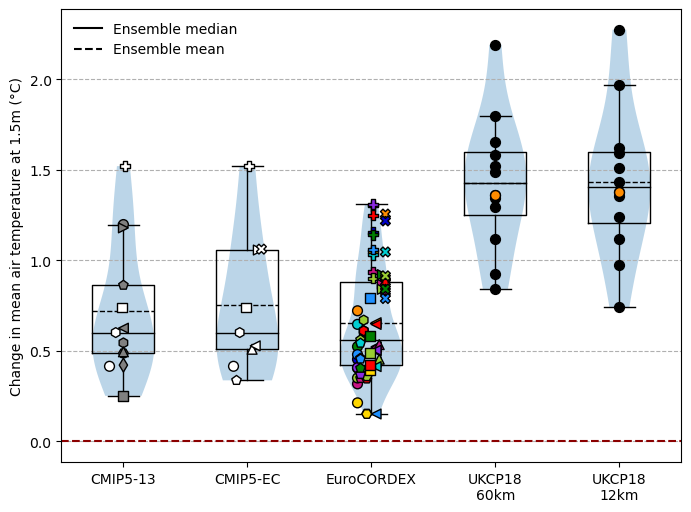 Ensemble median
Ensemble mean
Change in mean air temperature at 1.5m (°C)
2.0
1.5
1.0
0.5
0.0
CMIP5-13
CMIP5-EC
EuroCORDEX
UKCP18
60km
UKCP18
12km